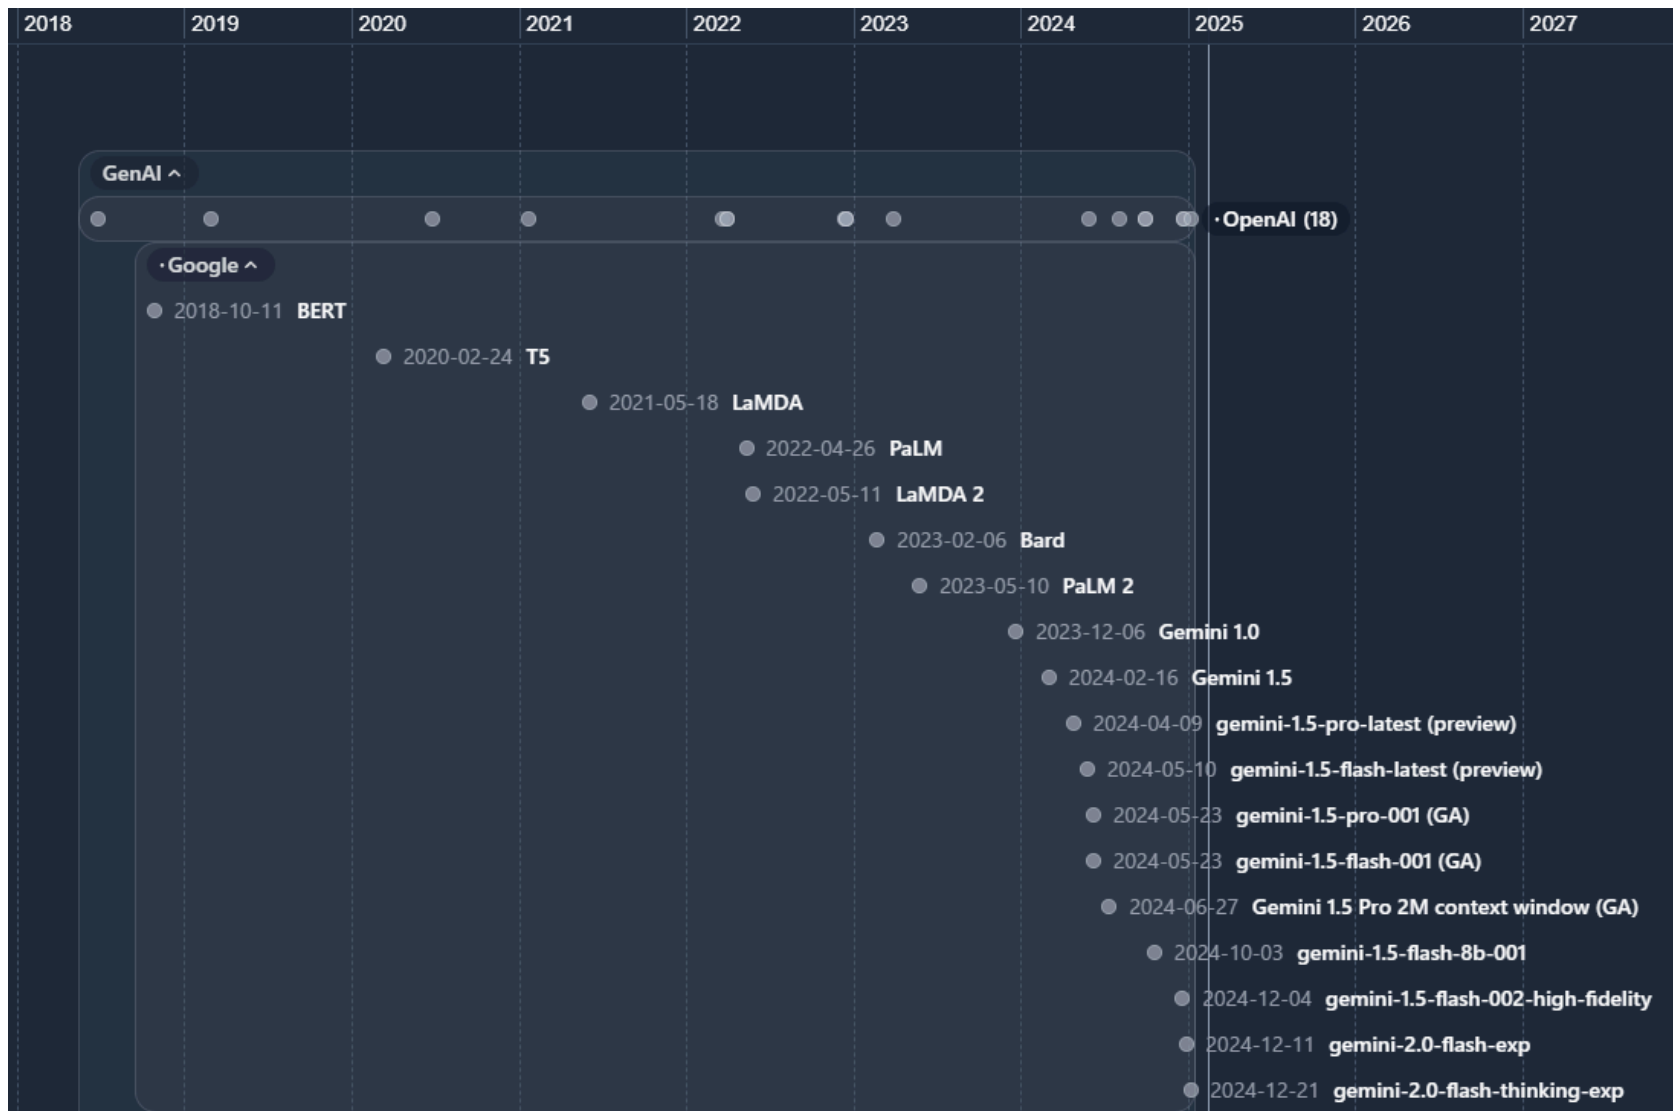 2018 2019 2020 2021 2022 2023 2024 2025 2026 2027
GenAI
· OpenAI (18)
· Google
2018-10-11 BERT
2020-02-24 T5
2021-05-18 LaMDA
2022-04-26 PaLM
2022-05-11 LaMDA 2
2023-02-06 Bard
2023-05-10 PaLM 2
2023-12-06 Gemini 1.0
2024-02-16 Gemini 1.5
2024-04-09 gemini-1.5-pro-latest (preview)
2024-05-10 gemini-1.5-flash-latest (preview)
2024-05-23 gemini-1.5-pro-001 (GA)
2024-05-23 gemini-1.5-flash-001 (GA)
2024-06-27 Gemini 1.5 Pro 2M context window (GA)
2024-10-03 gemini-1.5-flash-8b-001
2024-12-04 gemini-1.5-flash-002-high-fidelity
2024-12-11 gemini-2.0-flash-exp
2024-12-21 gemini-2.0-flash-thinking-exp